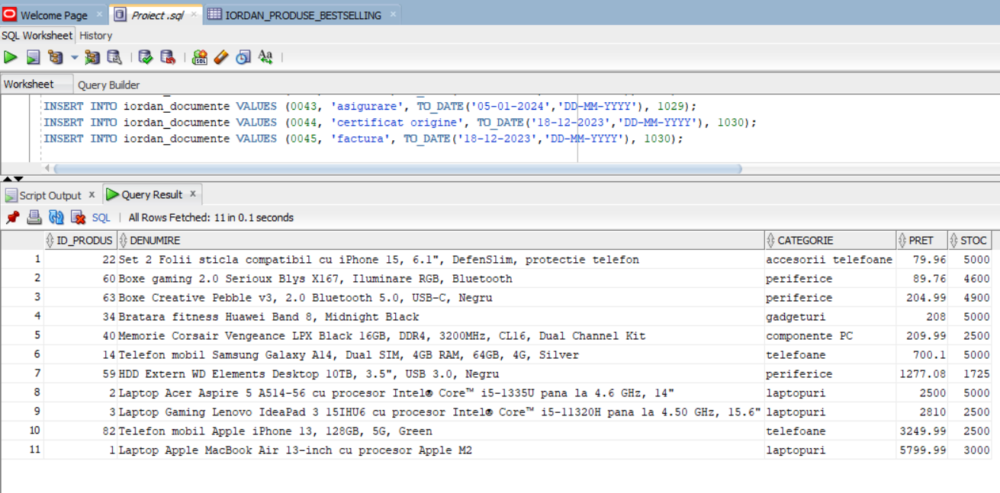 Welcome Page × Proiect .sql × IORDAN_PRODUSE_BESTSELLING ×
SQL Worksheet History
Worksheet Query Builder
INSERT INTO iordan_documente VALUES (0043, 'asigurare', TO_DATE('05-01-2024','DD-MM-YYYY'), 1029);
INSERT INTO iordan_documente VALUES (0044, 'certificat origine', TO_DATE('18-12-2023','DD-MM-YYYY'), 1030);
INSERT INTO iordan_documente VALUES (0045, 'factura', TO_DATE('18-12-2023','DD-MM-YYYY'), 1030);
Script Output x Query Result x
SQL | All Rows Fetched: 11 in 0.1 seconds
ID_PRODUS DENUMIRE CATEGORIE PRET STOC
1 22 Set 2 Folii sticla compatibil cu iPhone 15, 6.1", DefenSlim, protectie telefon accesorii telefoane 79.96 5000
2 60 Boxe gaming 2.0 Serioux Blys X167, Iluminare RGB, Bluetooth periferice 89.76 4600
3 63 Boxe Creative Pebble v3, 2.0 Bluetooth 5.0, USB-C, Negru periferice 204.99 4900
4 34 Bratara fitness Huawei Band 8, Midnight Black gadgeturi 208 5000
5 40 Memorie Corsair Vengeance LPX Black 16GB, DDR4, 3200MHz, CL16, Dual Channel Kit componente PC 209.99 2500
6 14 Telefon mobil Samsung Galaxy A14, Dual SIM, 4GB RAM, 64GB, 4G, Silver telefoane 700.1 5000
7 59 HDD Extern WD Elements Desktop 10TB, 3.5", USB 3.0, Negru periferice 1277.08 1725
8 2 Laptop Acer Aspire 5 A514-56 cu procesor Intel® Core™ i5-1335U pana la 4.6 GHz, 14" laptopuri 2500 5000
9 3 Laptop Gaming Lenovo IdeaPad 3 15IHU6 cu procesor Intel® Core™ i5-11320H pana la 4.50 GHz, 15.6" laptopuri 2810 2500
10 82 Telefon mobil Apple iPhone 13, 128GB, 5G, Green telefoane 3249.99 2500
11 1 Laptop Apple MacBook Air 13-inch cu procesor Apple M2 laptopuri 5799.99 3000